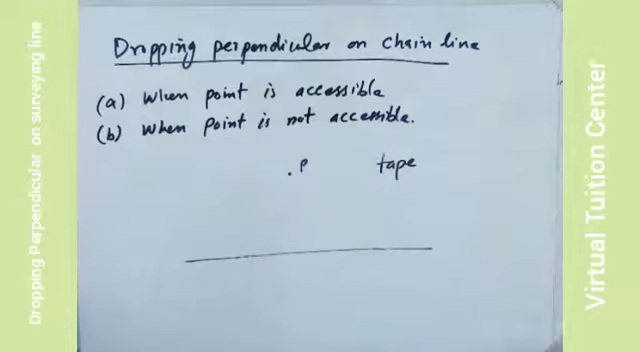 Dropping Perpendicular on surveying line
Dropping perpendicular on chain line
(a) When point is accessible
(b) When point is not accessible.
.P tape
Virtual Tuition Center